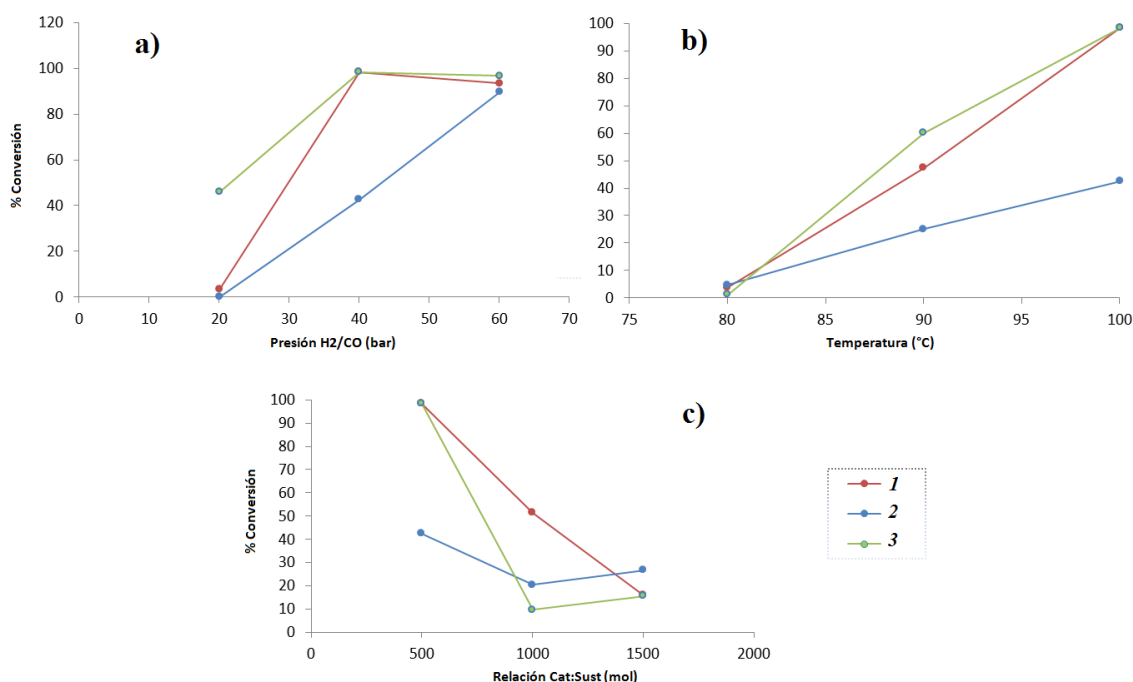 a)
120
100
80
60
40
20
0
% Conversión
0 10 20 30 40 50 60 70
Presión H2/CO (bar)
b)
100
90
80
70
60
50
40
30
20
10
0
75 80 85 90 95 100
Temperatura (°C)
c)
100
90
80
70
60
50
40
30
20
10
0
% Conversión
0 500 1000 1500 2000
Relación Cat:Sust (mol)
1
2
3